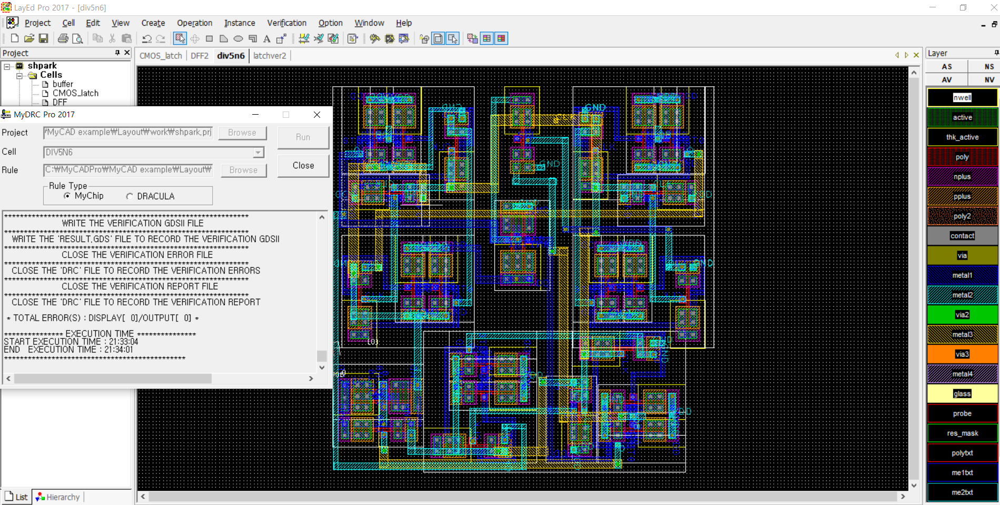 LayEd Pro 2017 - [div5n6]
Project Cell Edit View Create Operation Instance Verification Option Window Help
Project
CMOS_latch DFF2 div5n6 latchver2
Layer
shpark
Cells
buffer
CMOS_latch
DFF
AS NS
AV NV
MyDRC Pro 2017
Project ₩MyCAD example₩Layout₩work₩shpark.prj Browse Run
Cell DIV5N6
Rule C:₩MyCADPro₩MyCAD example₩Layout₩ Browse Close
Rule Type
MyChip DRACULA
WRITE THE VERIFICATION GDSII FILE
WRITE THE 'RESULT.GDS' FILE TO RECORD THE VERIFICATION GDSII
CLOSE THE VERIFICATION ERROR FILE
CLOSE THE 'DRC' FILE TO RECORD THE VERIFICATION ERRORS
CLOSE THE VERIFICATION REPORT FILE
CLOSE THE 'DRC' FILE TO RECORD THE VERIFICATION REPORT
* TOTAL ERROR(S) : DISPLAY[ 0]/OUTPUT[ 0] *
*************** EXECUTION TIME ***************
START EXECUTION TIME : 21:33:04
END EXECUTION TIME : 21:34:01
List Hierarchy
GND
GND
VDD
GND
nwell
active
thk_active
poly
nplus
pplus
poly2
contact
via
metal1
metal2
via2
metal3
via3
metal4
glass
probe
res_mask
polytxt
me1txt
me2txt